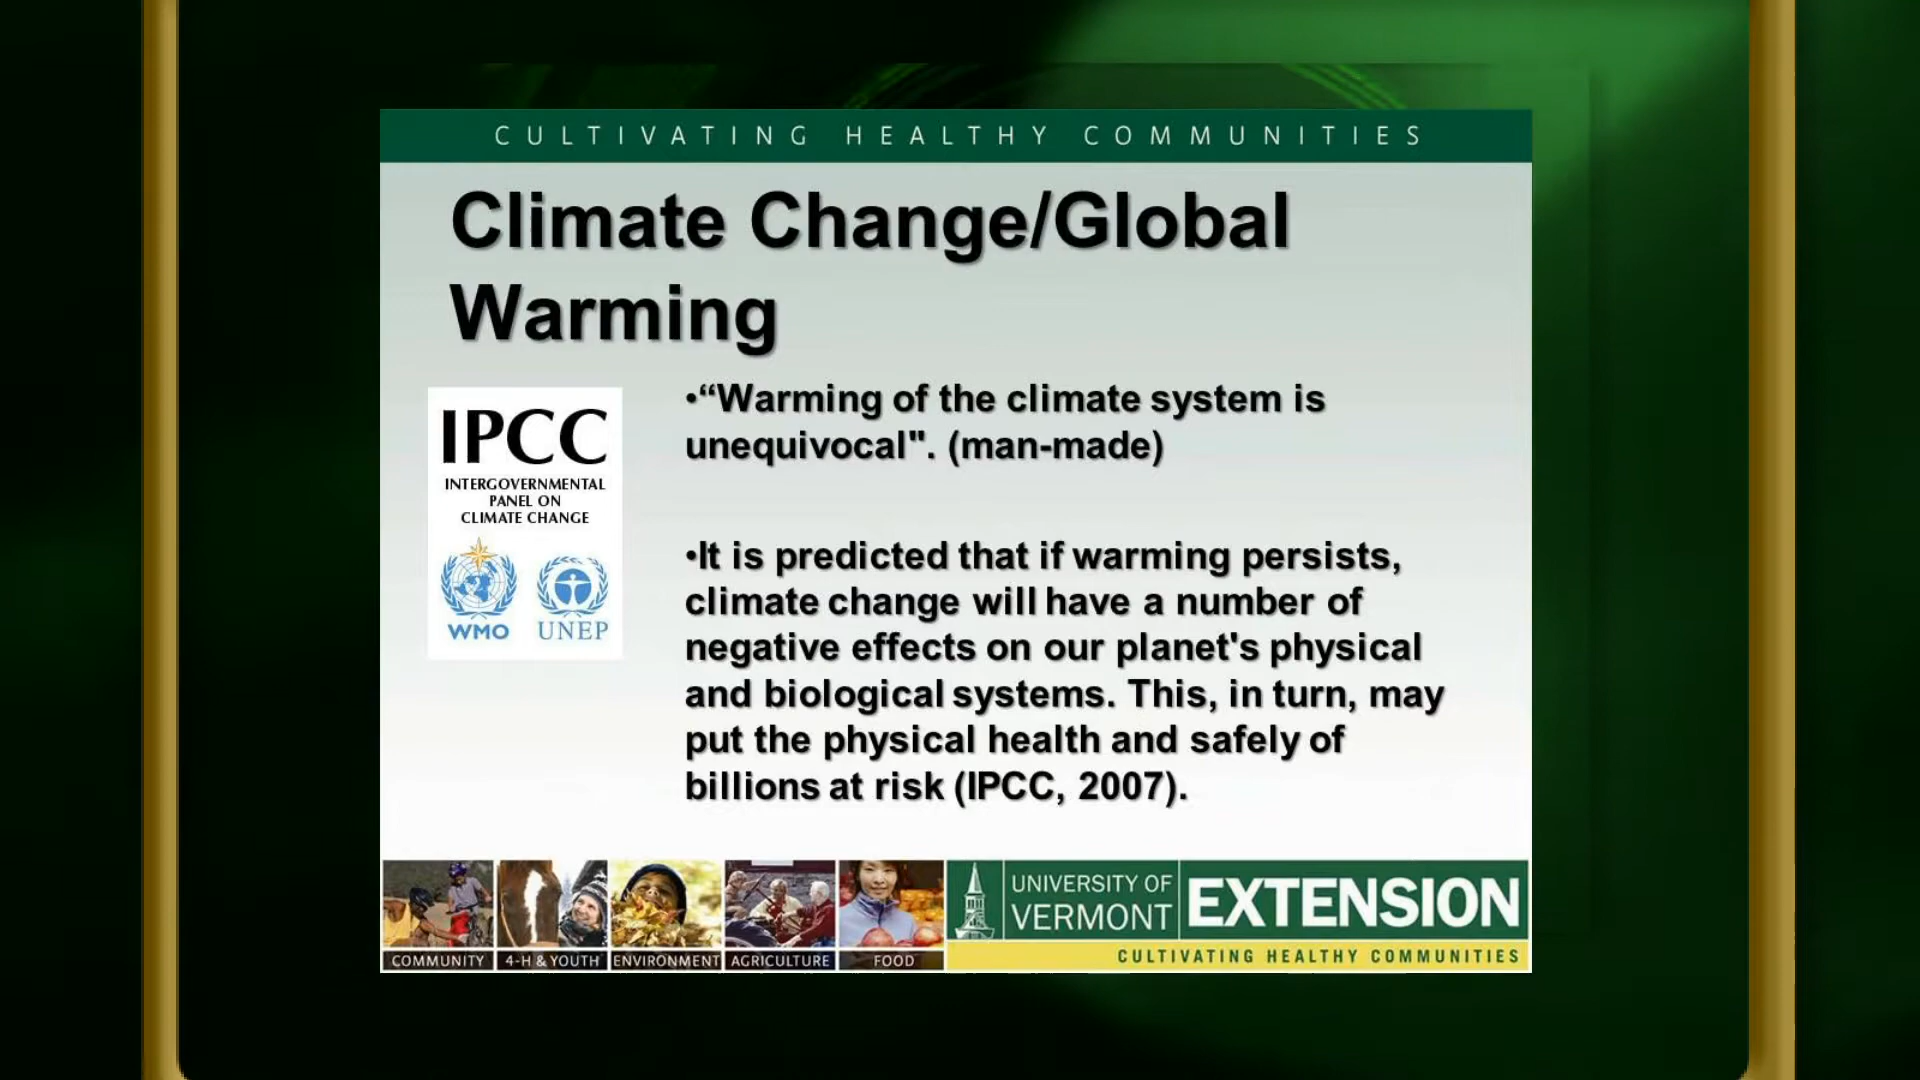 CULTIVATING HEALTHY COMMUNITIES
Climate Change/Global
Warming
IPCC
INTERGOVERNMENTAL
PANEL ON
CLIMATE CHANGE
WMO
UNEP
•“Warming of the climate system is
unequivocal". (man-made)
•It is predicted that if warming persists,
climate change will have a number of
negative effects on our planet's physical
and biological systems. This, in turn, may
put the physical health and safely of
billions at risk (IPCC, 2007).
COMMUNITY
4-H & YOUTH
ENVIRONMENT
AGRICULTURE
FOOD
UNIVERSITY OF
VERMONT
EXTENSION
CULTIVATING HEALTHY COMMUNITIES